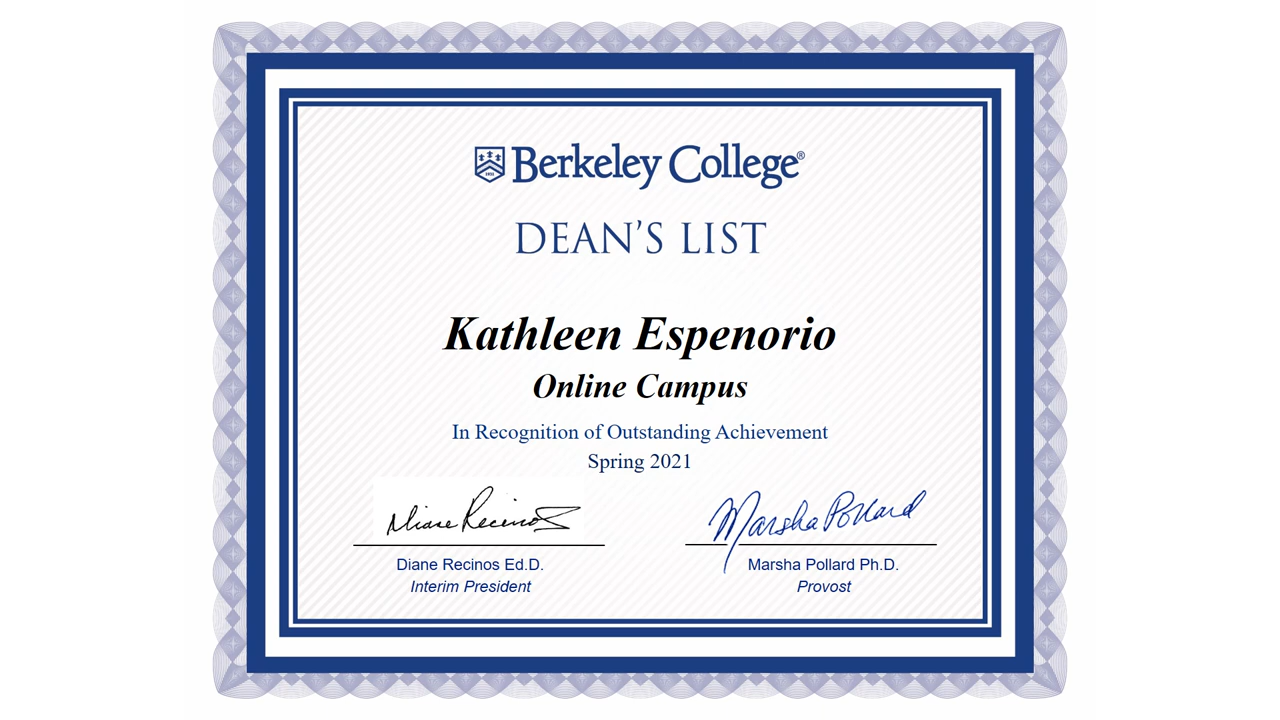 Berkeley College®
DEAN'S LIST
Kathleen Espenorio
Online Campus
In Recognition of Outstanding Achievement
Spring 2021
Diane Recinos
Marsha Pollard
Diane Recinos Ed.D.
Marsha Pollard Ph.D.
Interim President
Provost